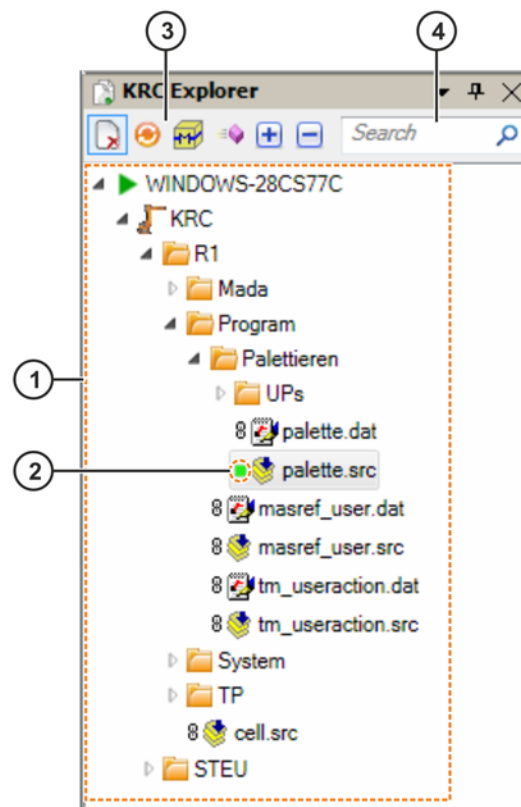 3
4
KRC Explorer
Search
WINDOWS-28CS77C
KRC
R1
Mada
Program
Palettieren
1
UPs
palette.dat
2
palette.src
masref_user.dat
masref_user.src
tm_useraction.dat
tm_useraction.src
System
TP
cell.src
STEU